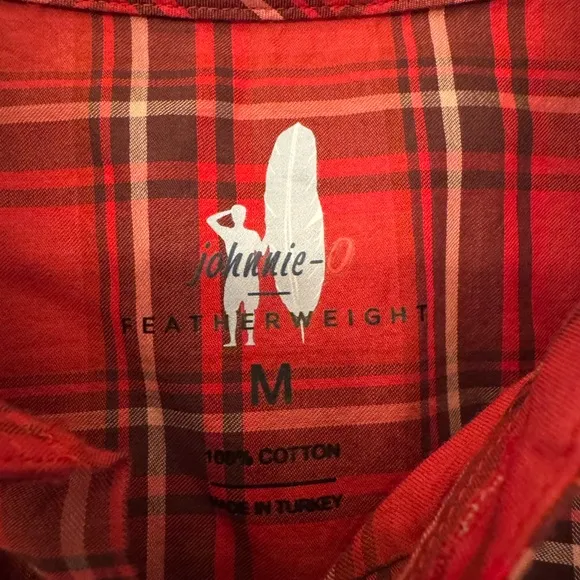 johnnie-O
FEATHERWEIGHT
M
100% COTTON
MADE IN TURKEY